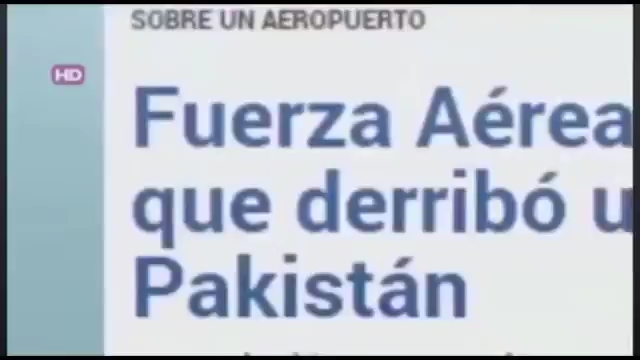 SOBRE UN AEROPUERTO
HD
Fuerza Aérea
que derribó u
Pakistán